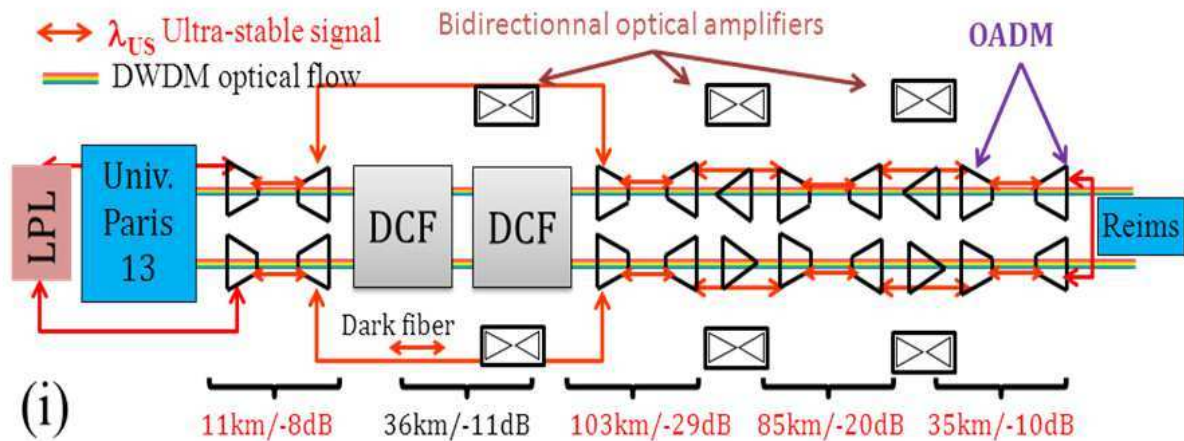 λUS Ultra-stable signal
DWDM optical flow
Bidirectionnal optical amplifiers
OADM
LPL
Univ.
Paris
13
DCF
DCF
Reims
Dark fiber
(i)
11km/-8dB
36km/-11dB
103km/-29dB
85km/-20dB
35km/-10dB